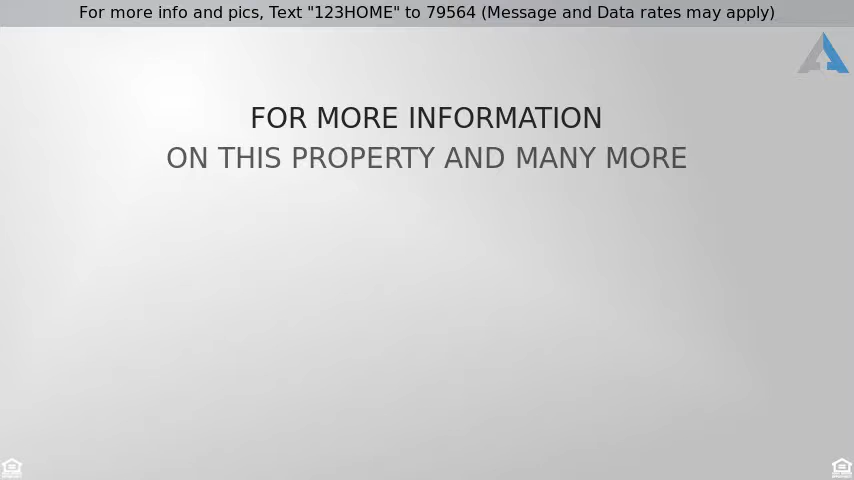 For more info and pics, Text "123HOME" to 79564 (Message and Data rates may apply)
FOR MORE INFORMATION
ON THIS PROPERTY AND MANY MORE